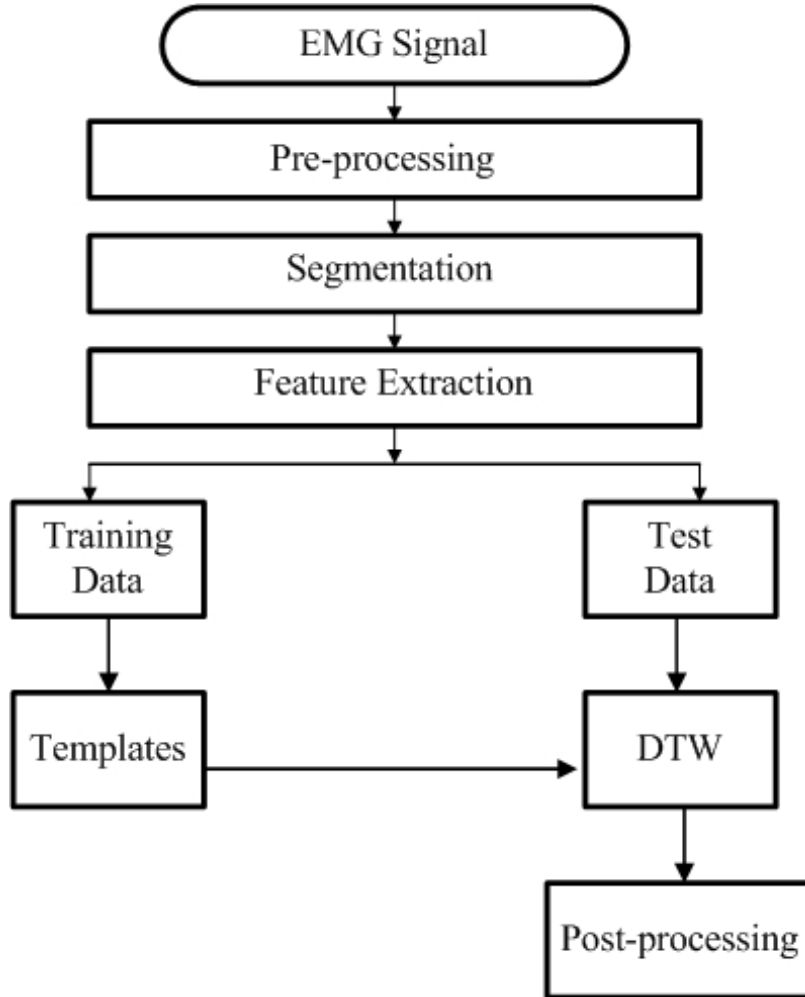 EMG Signal
Pre-processing
Segmentation
Feature Extraction
Training
Data
Test
Data
Templates
DTW
Post-processing